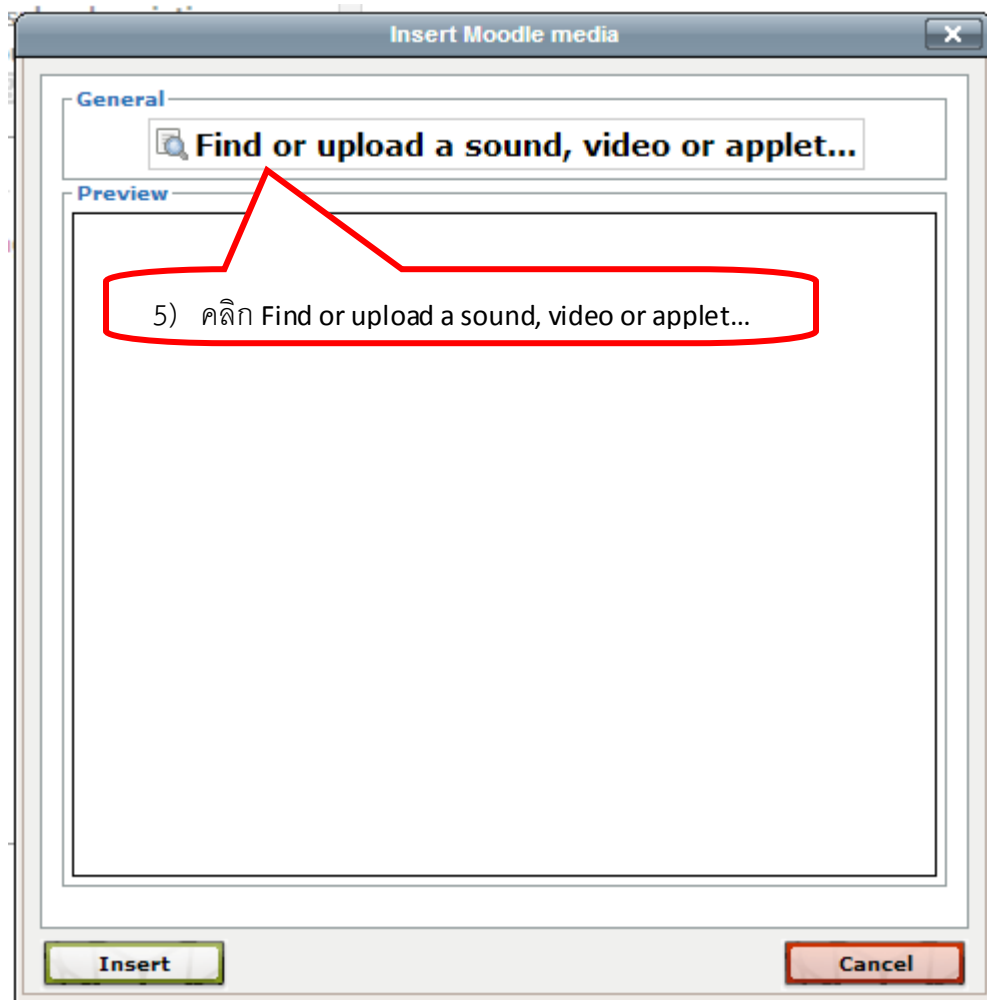 Insert Moodle media
General
Find or upload a sound, video or applet...
Preview
5) คลิก Find or upload a sound, video or applet...
Insert
Cancel